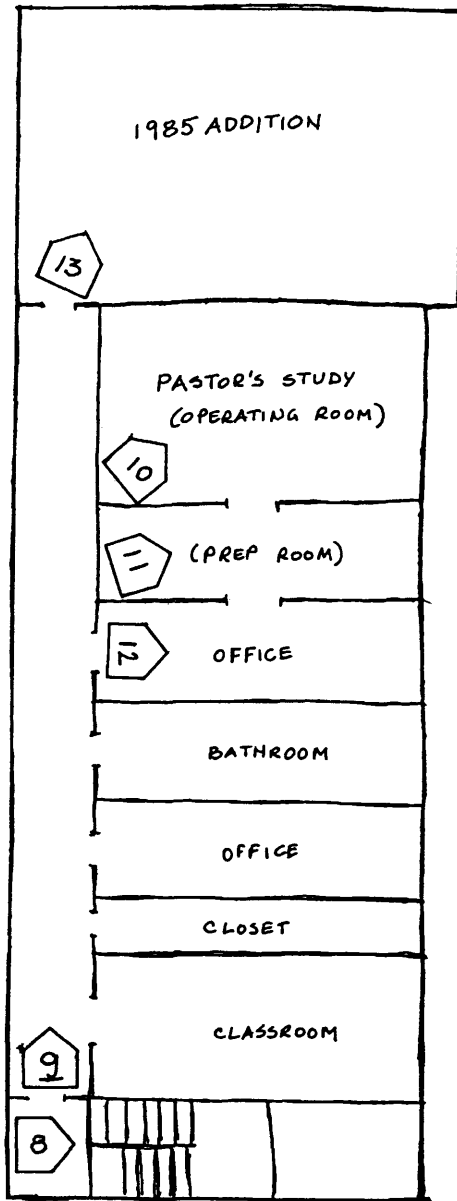 1985 ADDITION
13
PASTOR'S STUDY
(OPERATING ROOM)
10
11
(PREP ROOM)
12
OFFICE
BATHROOM
OFFICE
CLOSET
CLASSROOM
9
8